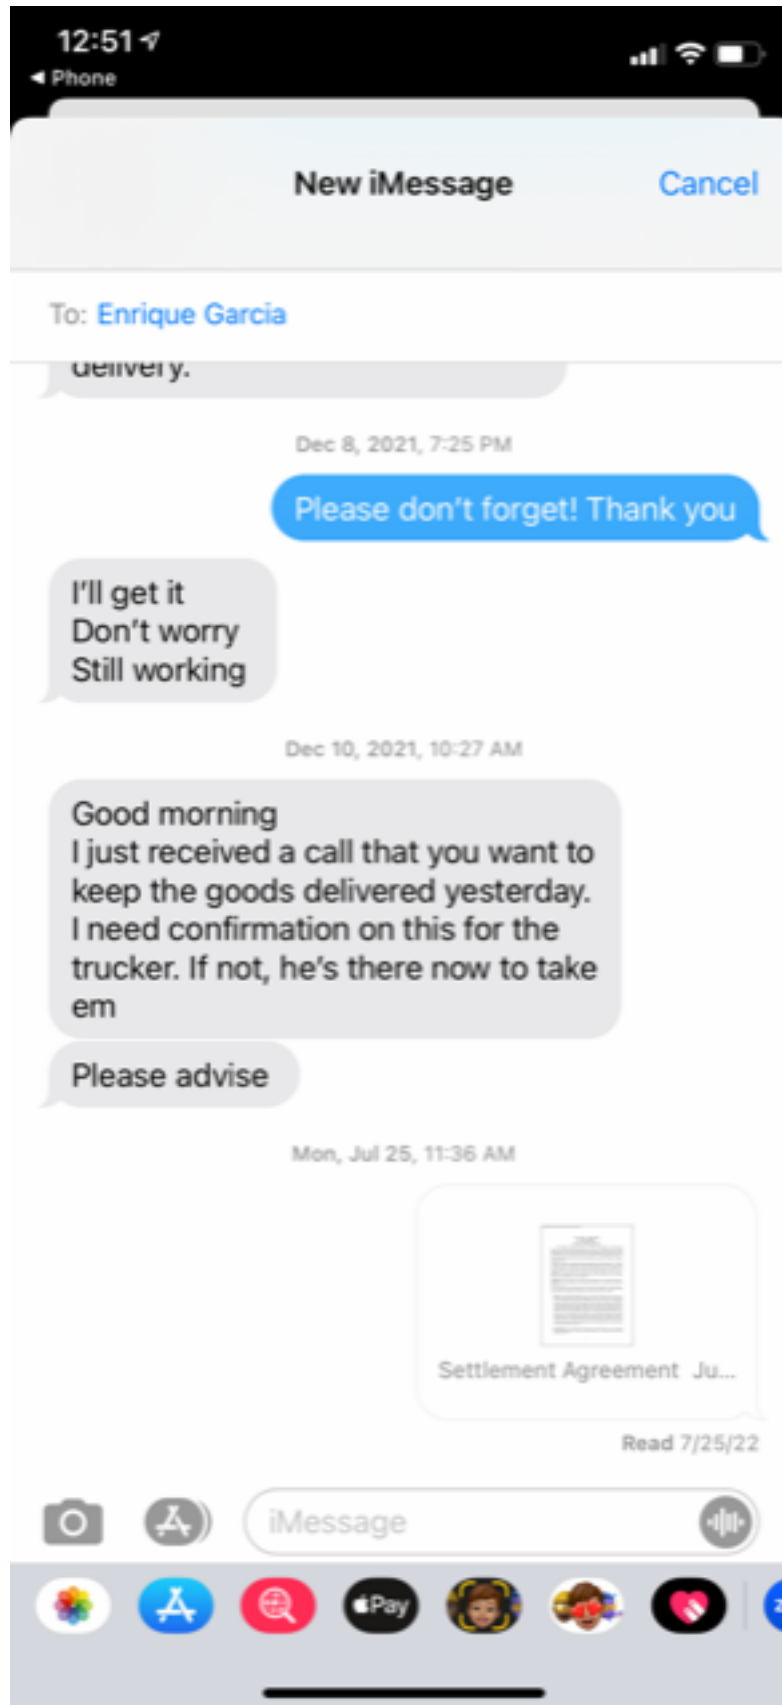 12:51
Phone
New iMessage
Cancel
To: Enrique Garcia
delivery.
Dec 8, 2021, 7:25 PM
Please don't forget! Thank you
I'll get it
Don't worry
Still working
Dec 10, 2021, 10:27 AM
Good morning
I just received a call that you want to
keep the goods delivered yesterday.
I need confirmation on this for the
trucker. If not, he's there now to take
em
Please advise
Mon, Jul 25, 11:36 AM
Settlement Agreement Ju...
Read 7/25/22
iMessage
Pay